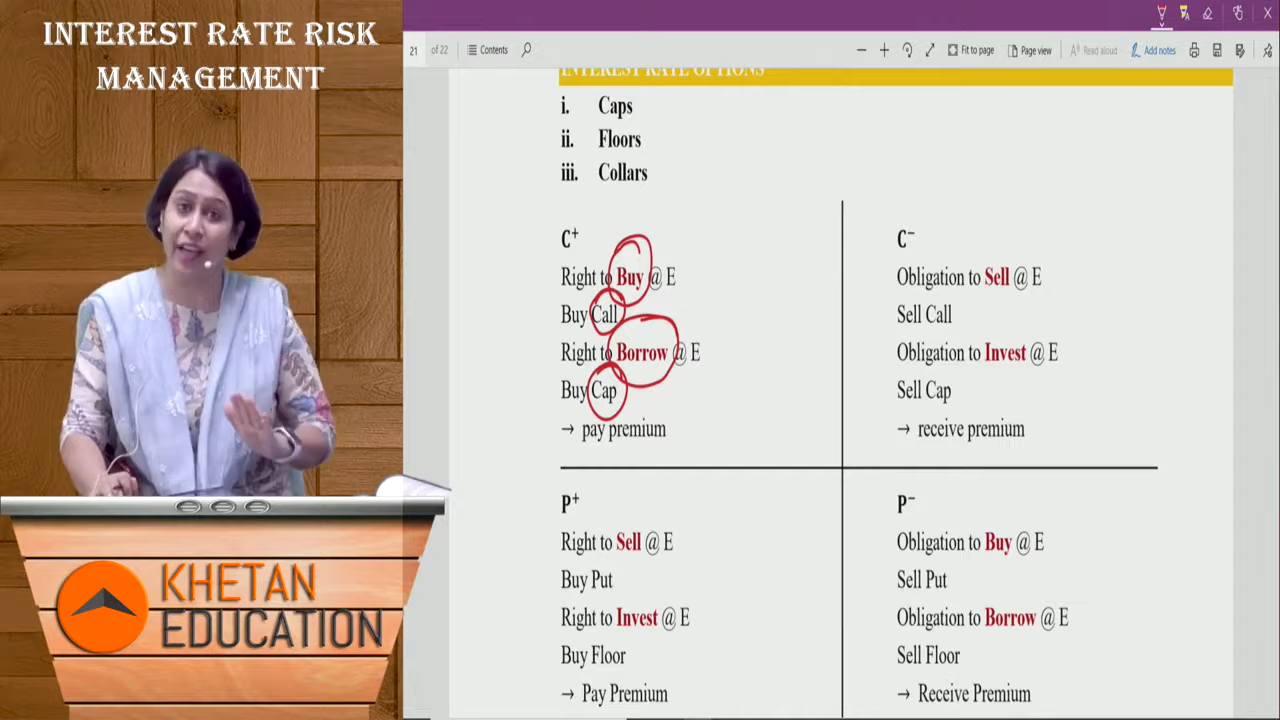 INTEREST RATE RISK
MANAGEMENT
21 of 22 Contents Fit to page Page view Read aloud Add notes
INTEREST RATE OPTIONS
i. Caps
ii. Floors
iii. Collars
C+
Right to Buy @ E
Buy Call
Right to Borrow @ E
Buy Cap
→ pay premium
C−
Obligation to Sell @ E
Sell Call
Obligation to Invest @ E
Sell Cap
→ receive premium
P+
Right to Sell @ E
Buy Put
Right to Invest @ E
Buy Floor
→ Pay Premium
P−
Obligation to Buy @ E
Sell Put
Obligation to Borrow @ E
Sell Floor
→ Receive Premium
KHETAN
EDUCATION